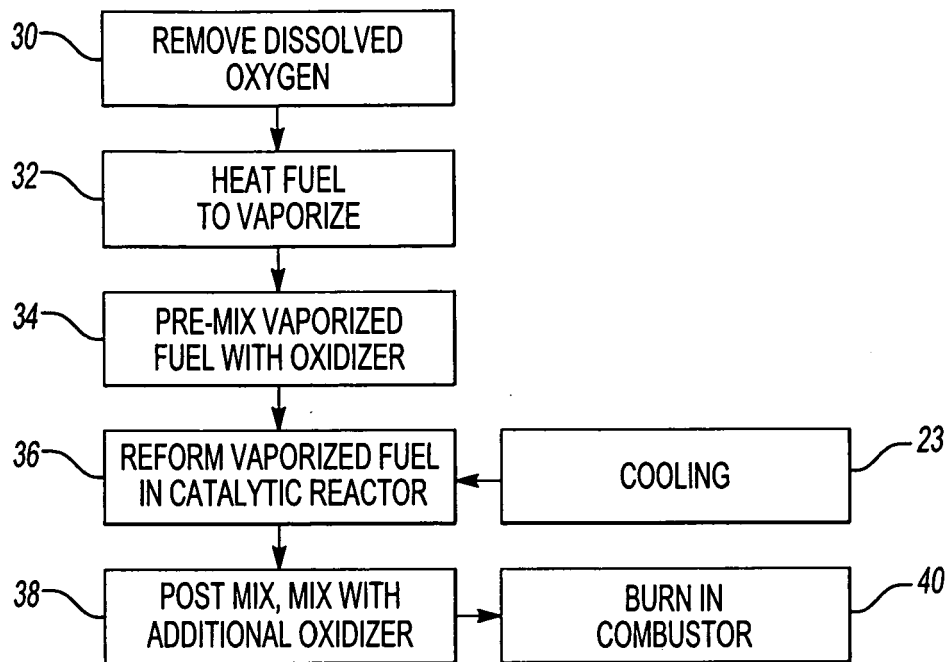 30
REMOVE DISSOLVED
OXYGEN
32
HEAT FUEL
TO VAPORIZE
34
PRE-MIX VAPORIZED
FUEL WITH OXIDIZER
36
REFORM VAPORIZED FUEL
IN CATALYTIC REACTOR
COOLING
23
38
POST MIX, MIX WITH
ADDITIONAL OXIDIZER
BURN IN
COMBUSTOR
40